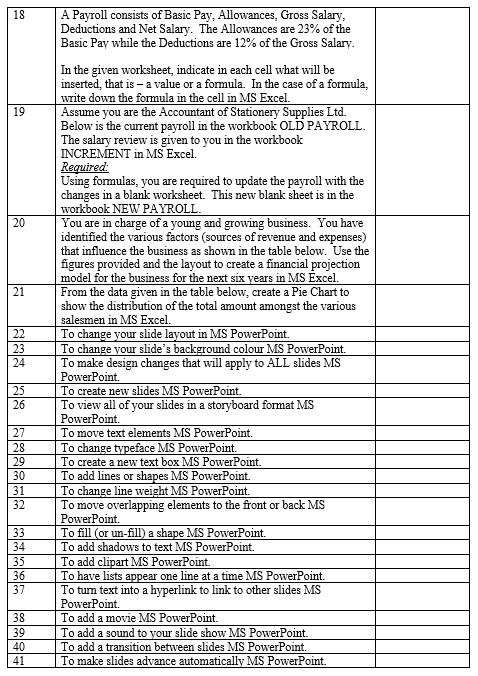 18 A Payroll consists of Basic Pay, Allowances, Gross Salary,
Deductions and Net Salary. The Allowances are 23% of the
Basic Pay while the Deductions are 12% of the Gross Salary.
In the given worksheet, indicate in each cell what will be
inserted, that is – a value or a formula. In the case of a formula,
write down the formula in the cell in MS Excel.
19 Assume you are the Accountant of Stationery Supplies Ltd.
Below is the current payroll in the workbook OLD PAYROLL.
The salary review is given to you in the workbook
INCREMENT in MS Excel.
Required:
Using formulas, you are required to update the payroll with the
changes in a blank worksheet. This new blank sheet is in the
workbook NEW PAYROLL.
20 You are in charge of a young and growing business. You have
identified the various factors (sources of revenue and expenses)
that influence the business as shown in the table below. Use the
figures provided and the layout to create a financial projection
model for the business for the next six years in MS Excel.
21 From the data given in the table below, create a Pie Chart to
show the distribution of the total amount amongst the various
salesmen in MS Excel.
22 To change your slide layout in MS PowerPoint.
23 To change your slide's background colour MS PowerPoint.
24 To make design changes that will apply to ALL slides MS
PowerPoint.
25 To create new slides MS PowerPoint.
26 To view all of your slides in a storyboard format MS
PowerPoint.
27 To move text elements MS PowerPoint.
28 To change typeface MS PowerPoint.
29 To create a new text box MS PowerPoint.
30 To add lines or shapes MS PowerPoint.
31 To change line weight MS PowerPoint.
32 To move overlapping elements to the front or back MS
PowerPoint.
33 To fill (or un-fill) a shape MS PowerPoint.
34 To add shadows to text MS PowerPoint.
35 To add clipart MS PowerPoint.
36 To have lists appear one line at a time MS PowerPoint.
37 To turn text into a hyperlink to link to other slides MS
PowerPoint.
38 To add a movie MS PowerPoint.
39 To add a sound to your slide show MS PowerPoint.
40 To add a transition between slides MS PowerPoint.
41 To make slides advance automatically MS PowerPoint.